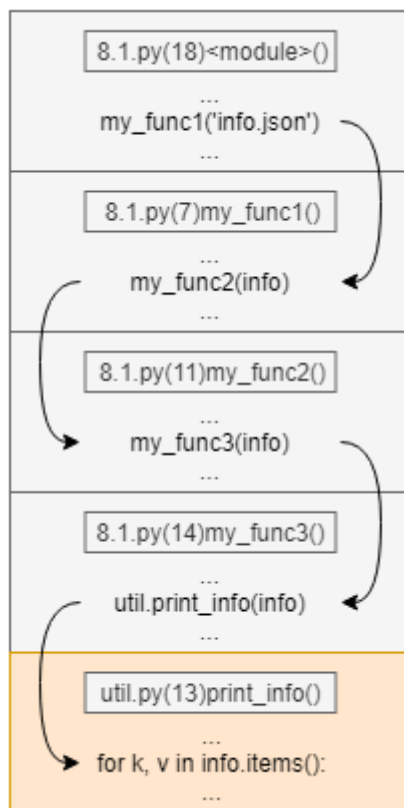 8.1.py(18)<module>()
...
my_func1('info.json')
...
8.1.py(7)my_func1()
...
my_func2(info)
...
8.1.py(11)my_func2()
...
my_func3(info)
...
8.1.py(14)my_func3()
...
util.print_info(info)
...
util.py(13)print_info()
...
for k, v in info.items():
...